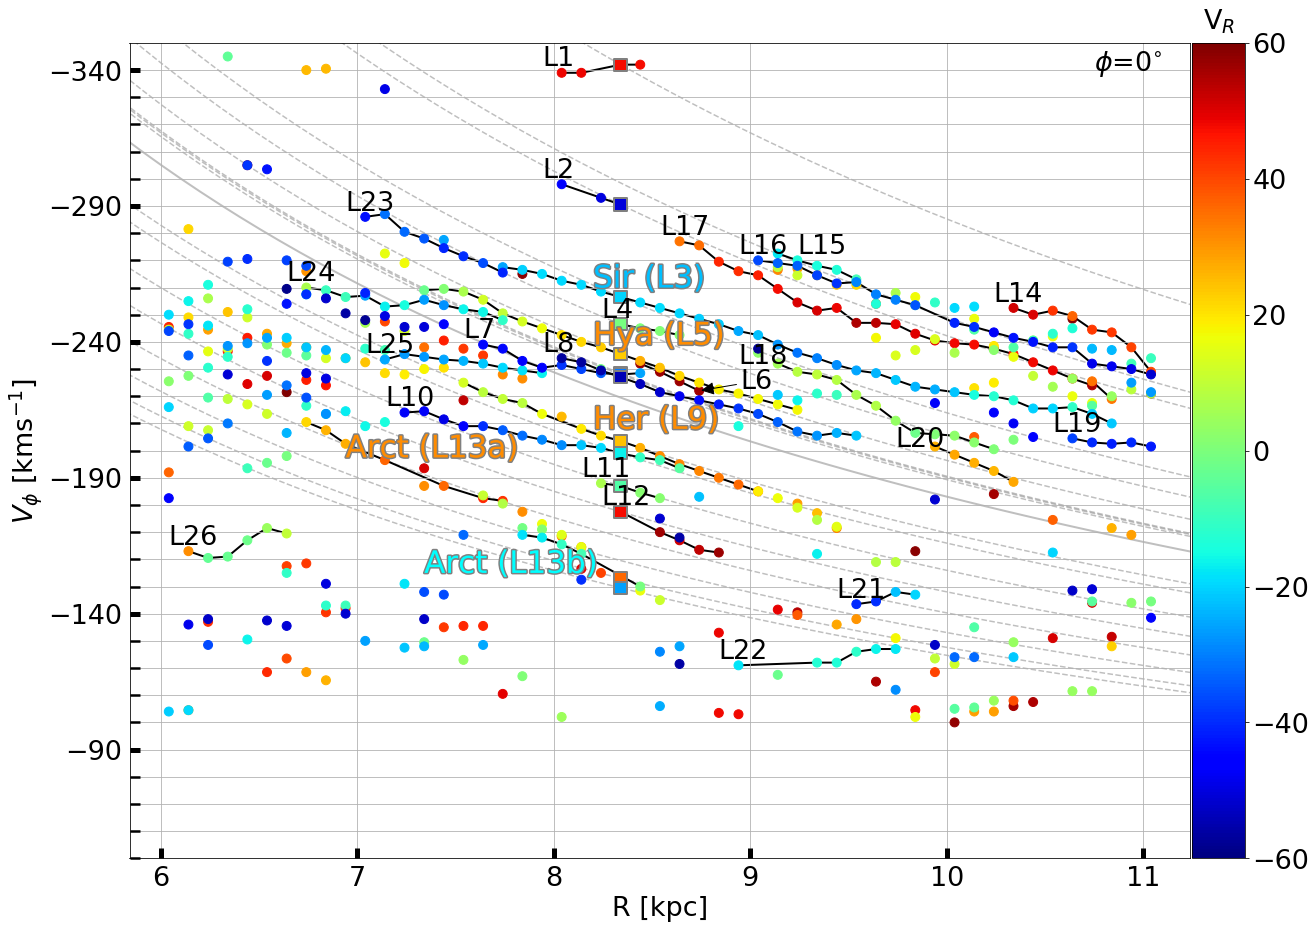 V_R
ϕ=0°
60
40
20
0
−20
−40
−60
−340
−290
−240
−190
−140
−90
V_ϕ [kms⁻¹]
L1
L2
L23
L17
L16
L15
L24
Sir (L3)
L14
L4
L7
Hya (L5)
L25
L8
L18
L6
L10
Her (L9)
L19
L20
Arct (L13a)
L11
L12
L26
Arct (L13b)
L21
L22
6
7
8
9
10
11
R [kpc]